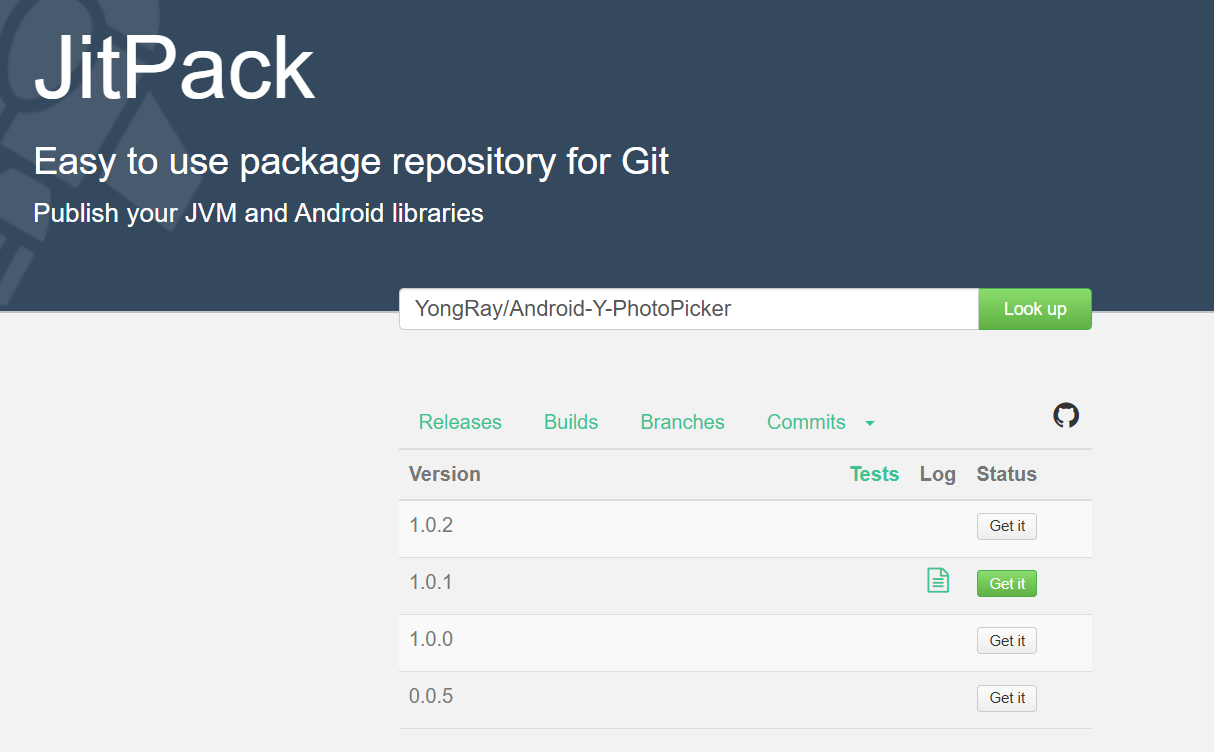 JitPack
Easy to use package repository for Git
Publish your JVM and Android libraries
YongRay/Android-Y-PhotoPicker Look up
Releases Builds Branches Commits
Version Tests Log Status
1.0.2 Get it
1.0.1 Get it
1.0.0 Get it
0.0.5 Get it